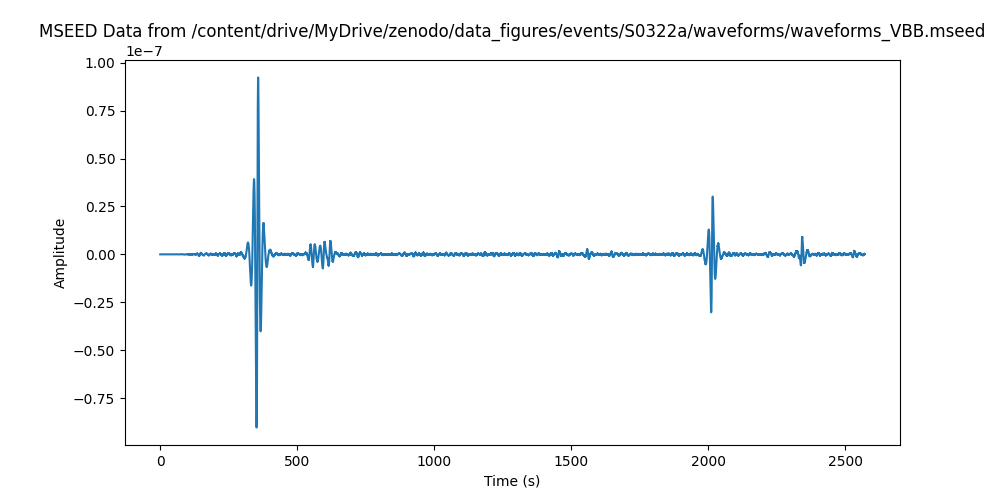 MSEED Data from /content/drive/MyDrive/zenodo/data_figures/events/S0322a/waveforms/waveforms_VBB.mseed
1e−7
1.00
0.75
0.50
0.25
0.00
−0.25
−0.50
−0.75
Amplitude
0 500 1000 1500 2000 2500
Time (s)